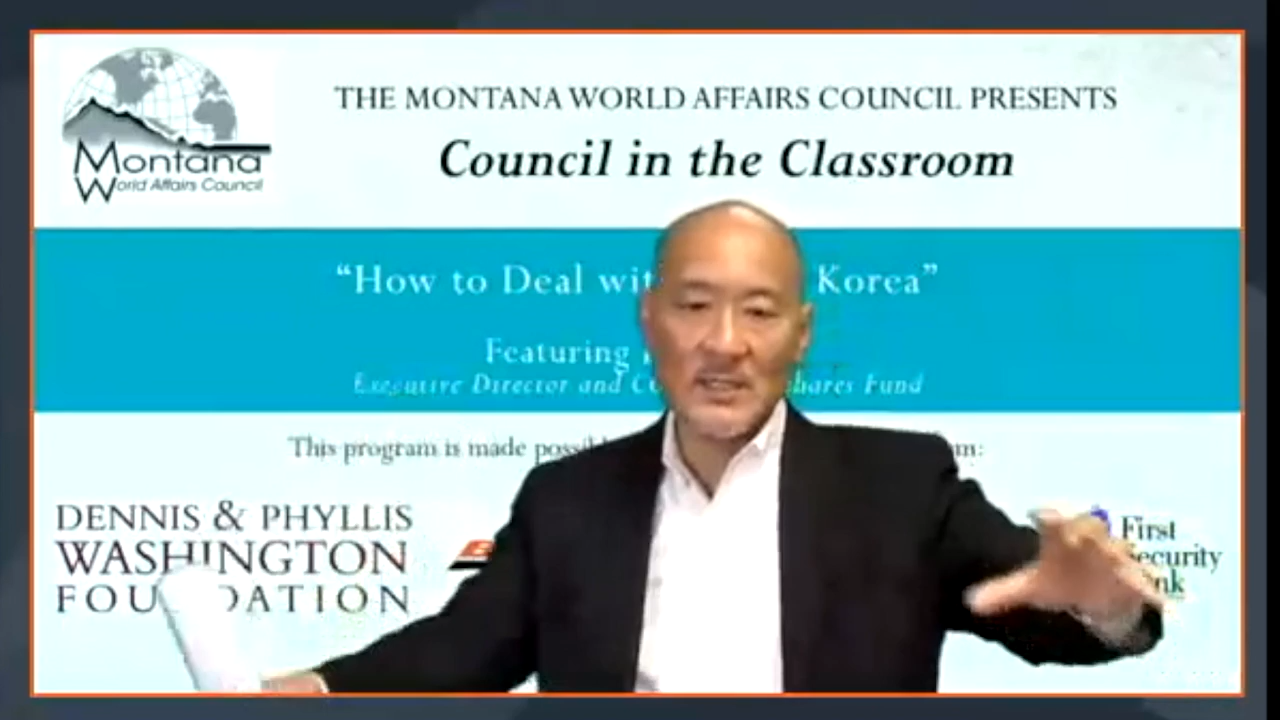 Montana
World Affairs Council
THE MONTANA WORLD AFFAIRS COUNCIL PRESENTS
Council in the Classroom
“How to Deal wit Korea”
Featuring
Executive Director and CO hares Fund
This program is made possib m:
DENNIS & PHYLLIS
WASHINGTON
FOU DATION
First
ecurity
nk